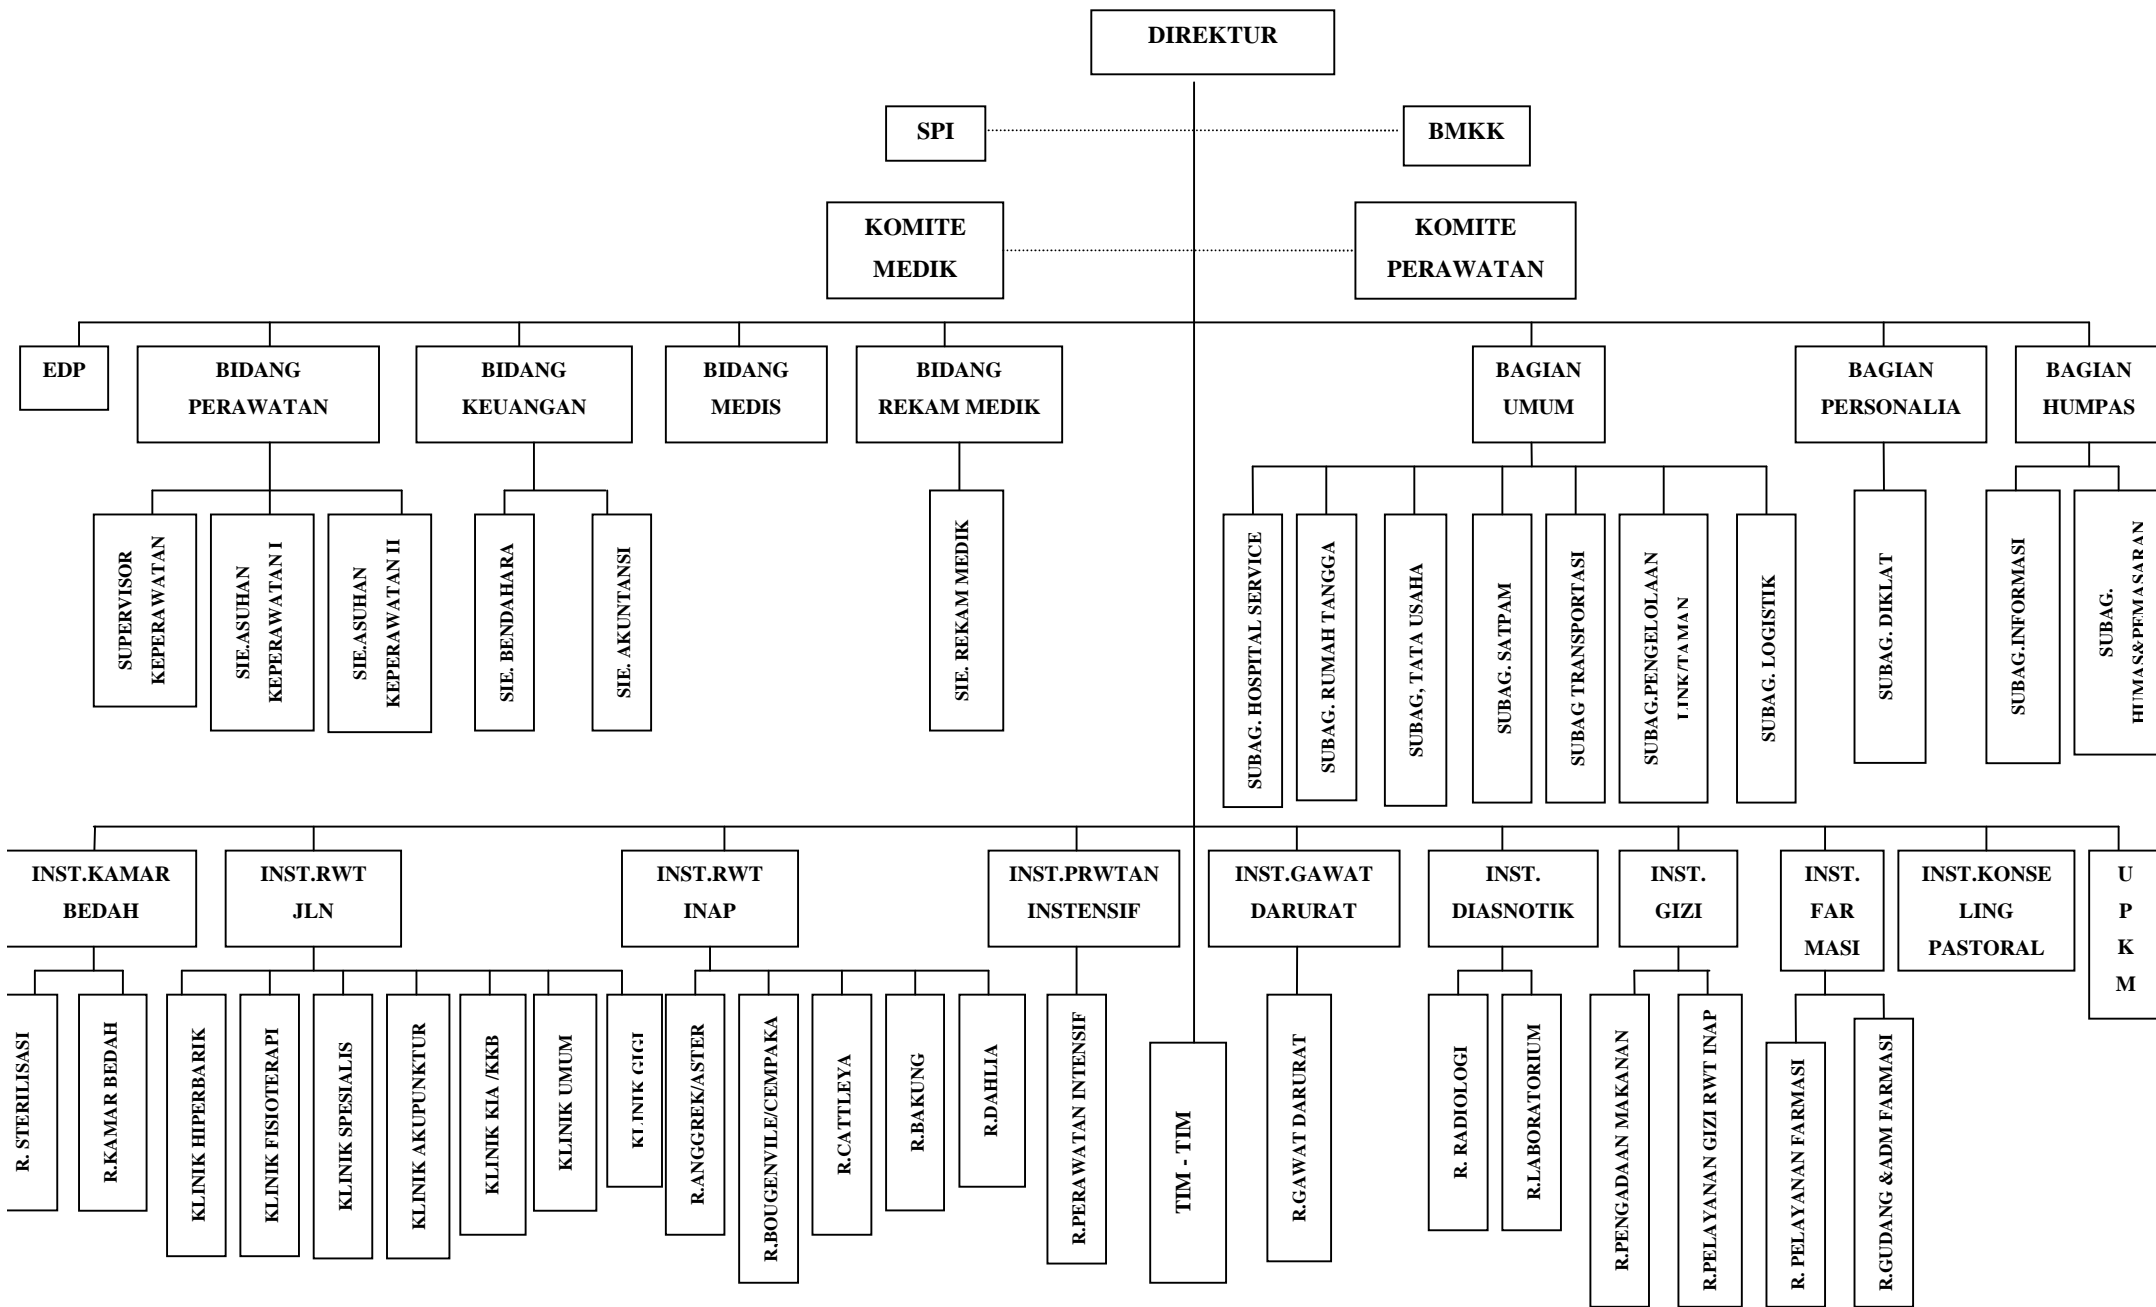 DIREKTUR
SPI
BMKK
KOMITE
MEDIK
KOMITE
PERAWATAN
EDP
BIDANG
PERAWATAN
BIDANG
KEUANGAN
BIDANG
MEDIS
BIDANG
REKAM MEDIK
BAGIAN
UMUM
BAGIAN
PERSONALIA
BAGIAN
HUMPAS
SUPERVISOR
KEPERAWATAN
SIE.ASUHAN
KEPERAWATAN I
SIE.ASUHAN
KEPERAWATAN II
SIE. BENDAHARA
SIE. AKUNTANSI
SIE. REKAM MEDIK
SUBAG. HOSPITAL SERVICE
SUBAG. RUMAH TANGGA
SUBAG, TATA USAHA
SUBAG. SATPAM
SUBAG TRANSPORTASI
SUBAG.PENGELOLAAN
LINK/TAMAN
SUBAG. LOGISTIK
SUBAG. DIKLAT
SUBAG.INFORMASI
SUBAG.
HUMAS&PEMASARAN
INST.KAMAR
BEDAH
INST.RWT
JLN
INST.RWT
INAP
INST.PRWTAN
INSTENSIF
INST.GAWAT
DARURAT
INST.
DIASNOTIK
INST.
GIZI
INST.
FAR
MASI
INST.KONSE
LING
PASTORAL
U
P
K
M
R. STERILISASI
R.KAMAR BEDAH
KLINIK HIPERBARIK
KLINIK FISIOTERAPI
KLINIK SPESIALIS
KLINIK AKUPUNKTUR
KLINIK KIA /KKB
KLINIK UMUM
KLINIK GIGI
R.ANGGREK/ASTER
R.BOUGENVILE/CEMPAKA
R.CATTLEYA
R.BAKUNG
R.DAHLIA
R.PERAWATAN INTENSIF
TIM - TIM
R.GAWAT DARURAT
R. RADIOLOGI
R.LABORATORIUM
R.PENGADAAN MAKANAN
R.PELAYANAN GIZI RWT INAP
R. PELAYANAN FARMASI
R.GUDANG &ADM FARMASI